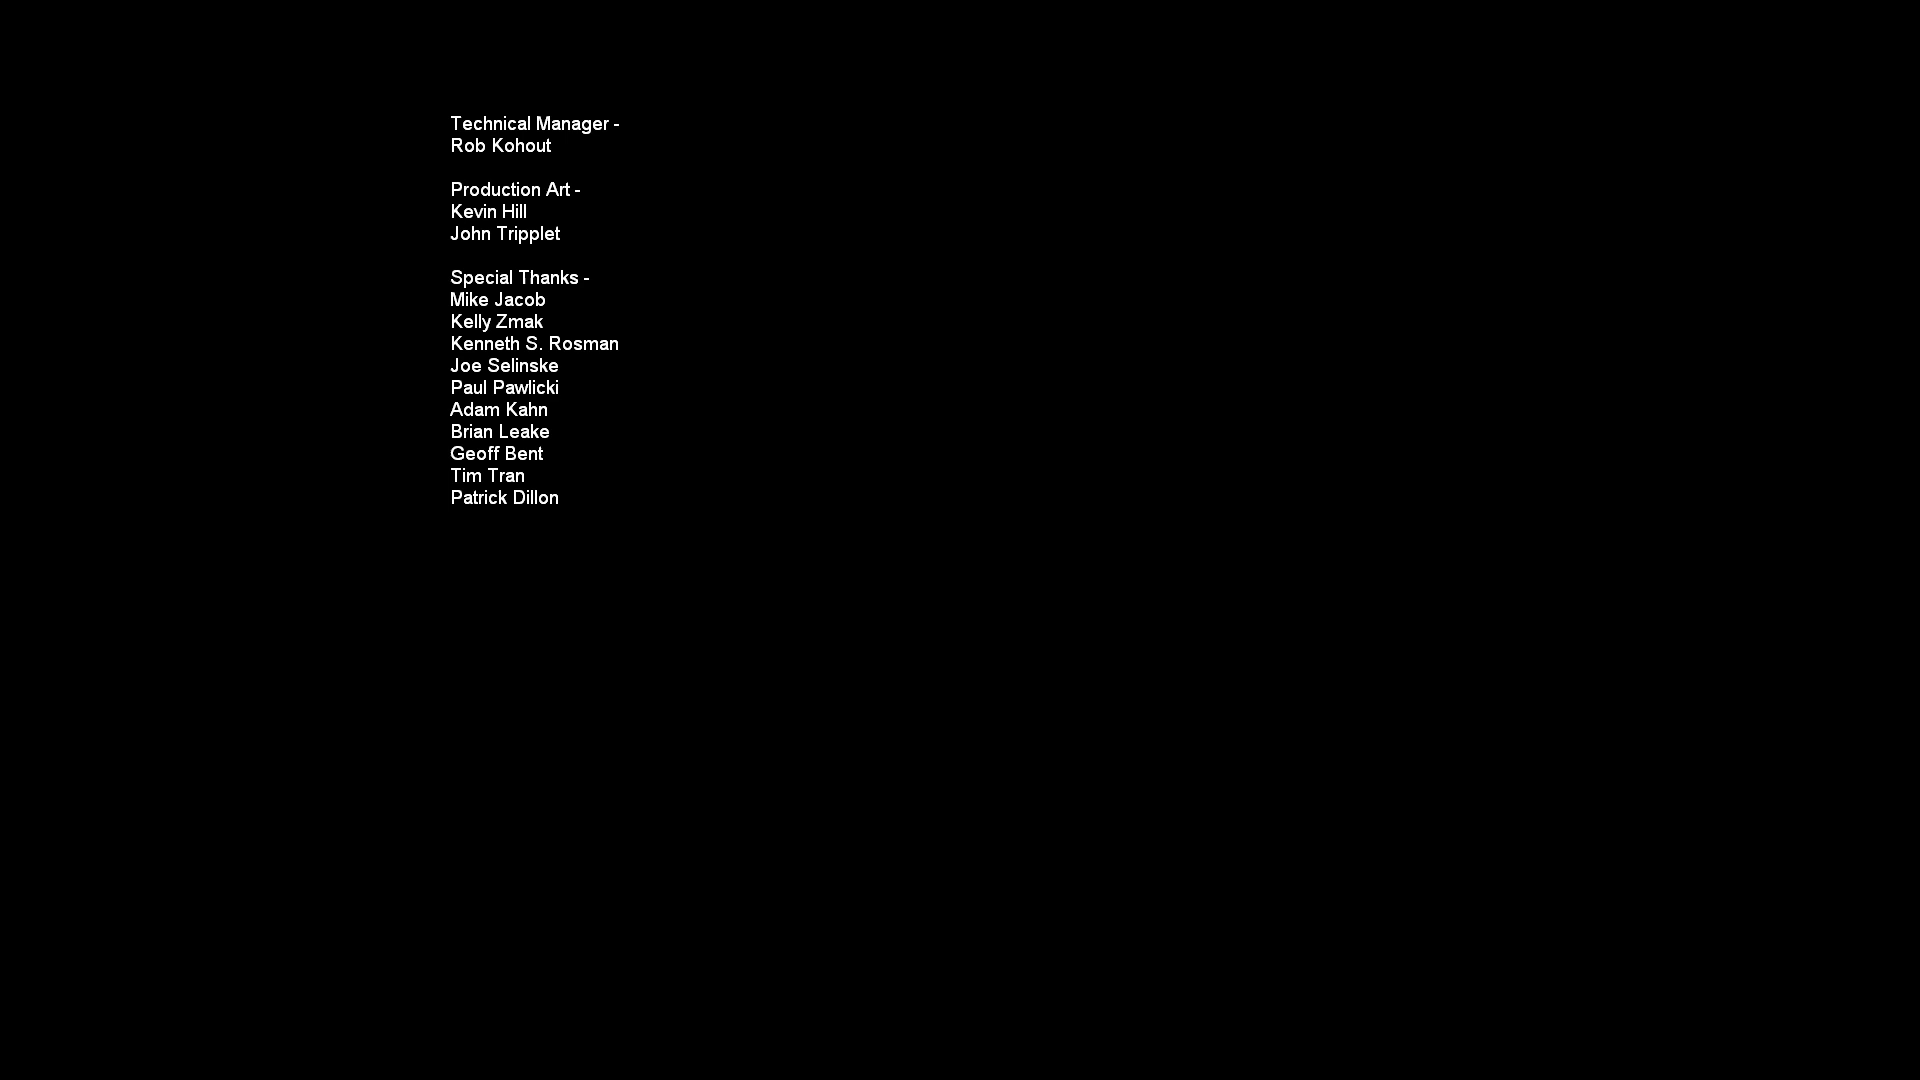 Technical Manager -
Rob Kohout
Production Art -
Kevin Hill
John Tripplet
Special Thanks -
Mike Jacob
Kelly Zmak
Kenneth S. Rosman
Joe Selinske
Paul Pawlicki
Adam Kahn
Brian Leake
Geoff Bent
Tim Tran
Patrick Dillon